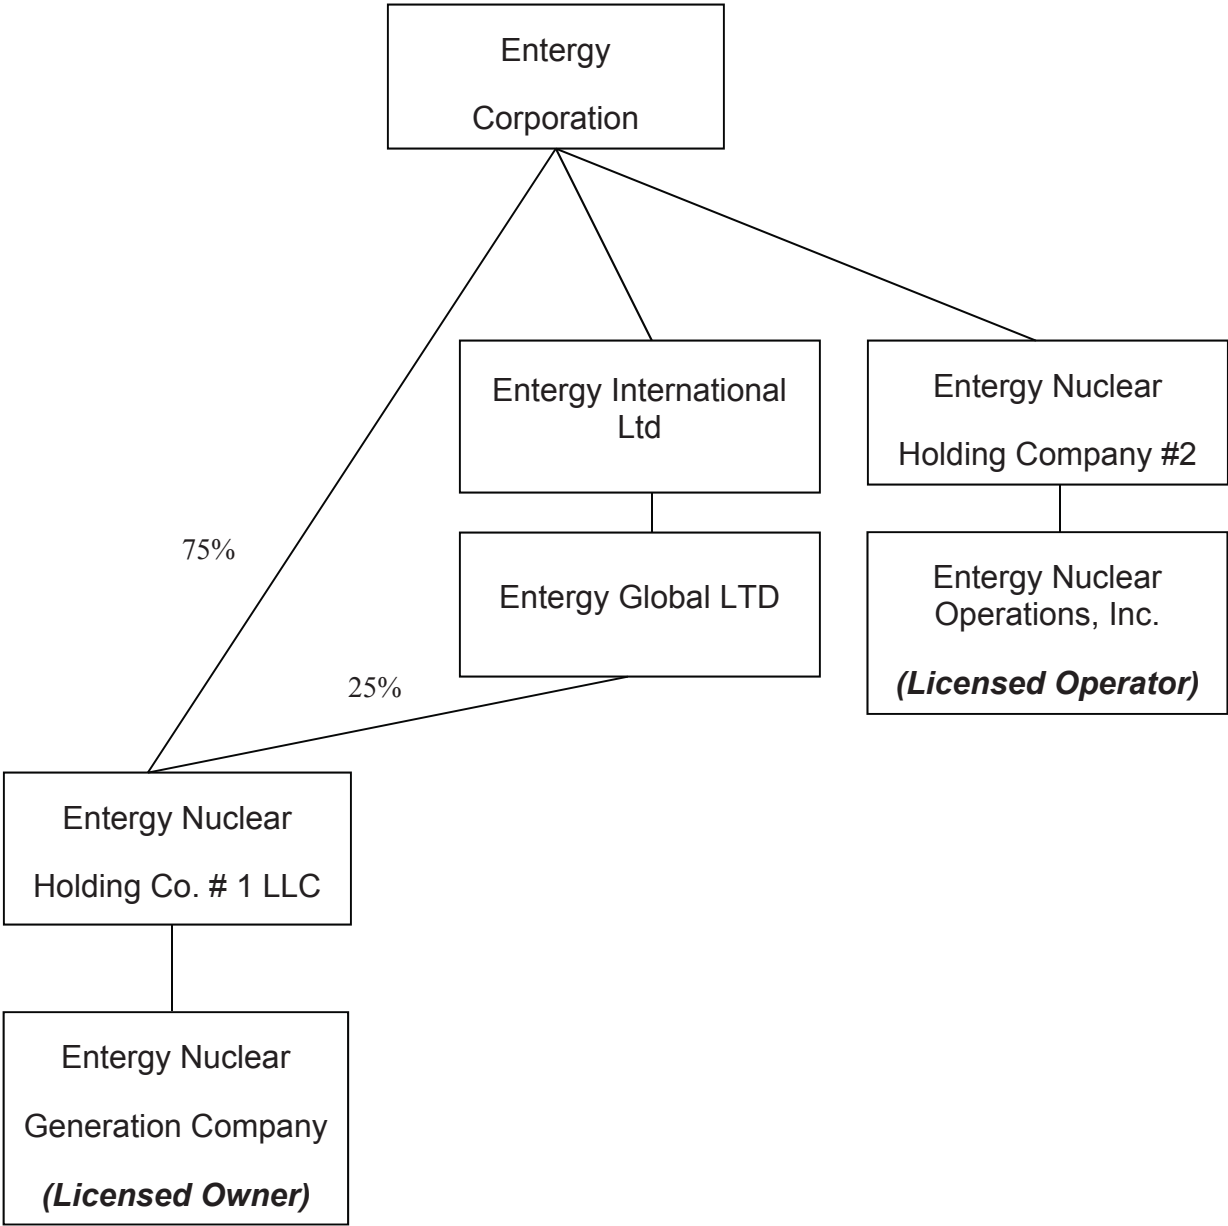 Entergy
Corporation
Entergy International
Ltd
Entergy Nuclear
Holding Company #2
75%
Entergy Global LTD
Entergy Nuclear
Operations, Inc.
(Licensed Operator)
25%
Entergy Nuclear
Holding Co. # 1 LLC
Entergy Nuclear
Generation Company
(Licensed Owner)